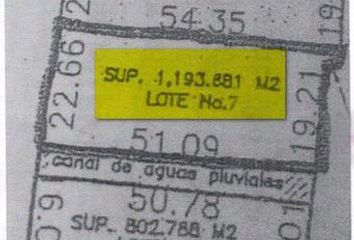 54.35
19
22.66
SUP. 1,193.681 M2
LOTE No.7
19.21
51.09
canal de aguas pluviales
50.78
SUP. 802.788 M2